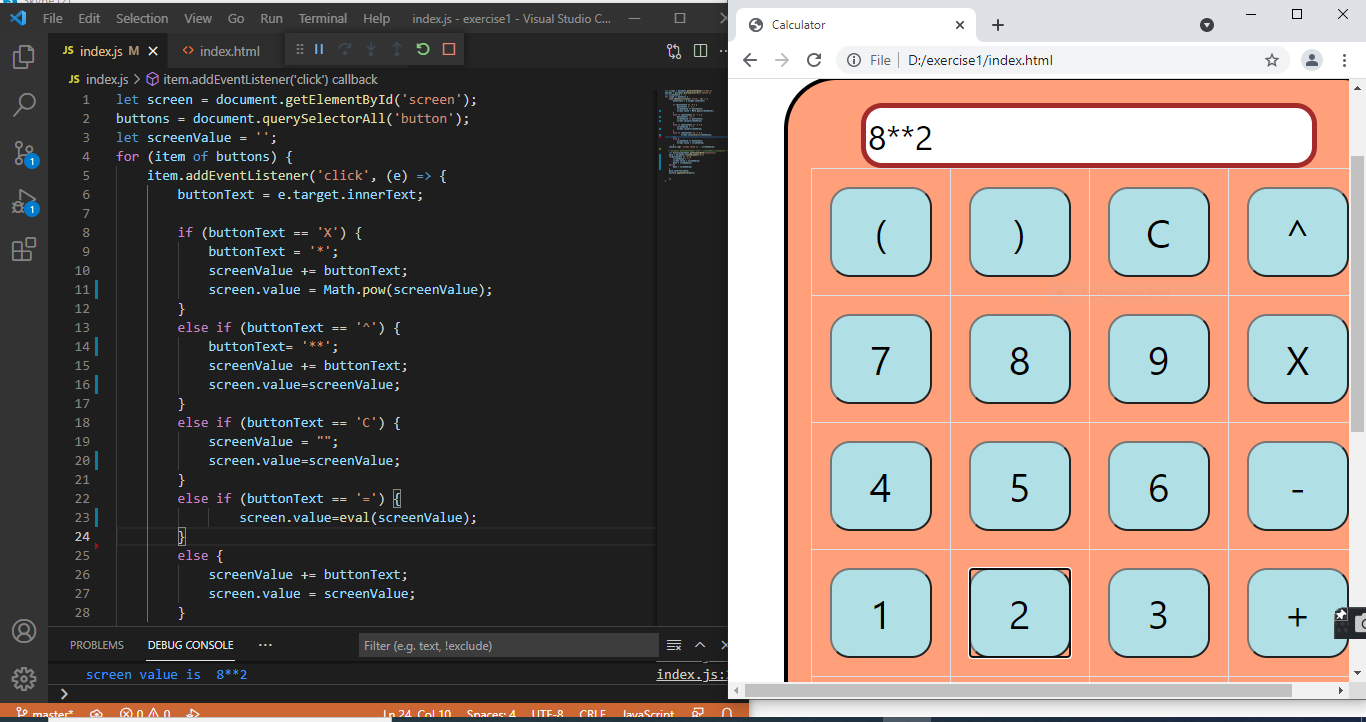 File Edit Selection View Go Run Terminal Help index.js - exercise1 - Visual Studio C...
JS index.js M <> index.html
JS index.js > item.addEventListener('click') callback
1 let screen = document.getElementById('screen');
2 buttons = document.querySelectorAll('button');
3 let screenValue = '';
4 for (item of buttons) {
5 item.addEventListener('click', (e) => {
6 buttonText = e.target.innerText;
7
8 if (buttonText == 'X') {
9 buttonText = '*';
10 screenValue += buttonText;
11 screen.value = Math.pow(screenValue);
12 }
13 else if (buttonText == '^') {
14 buttonText= '**';
15 screenValue += buttonText;
16 screen.value=screenValue;
17 }
18 else if (buttonText == 'C') {
19 screenValue = "";
20 screen.value=screenValue;
21 }
22 else if (buttonText == '=') {
23 screen.value=eval(screenValue);
24 }
25 else {
26 screenValue += buttonText;
27 screen.value = screenValue;
28 }
1
1
PROBLEMS DEBUG CONSOLE ... Filter (e.g. text, !exclude)
screen value is 8**2 index.js:
>
master* 0 0 Ln 24, Col 10 Spaces: 4 UTF-8 CRLF JavaScript
Calculator
File | D:/exercise1/index.html
8**2
( ) C ^
7 8 9 X
4 5 6 -
1 2 3 +